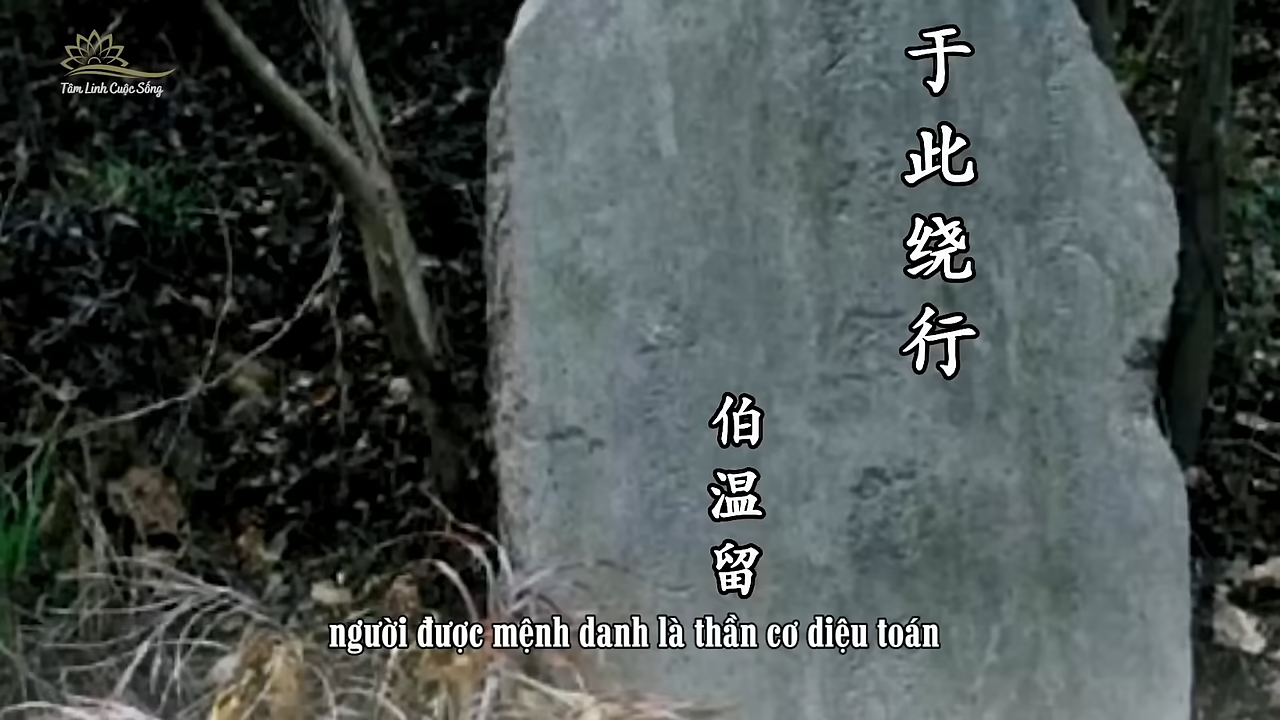 Tâm Linh Cuộc Sống
于此绕行
伯温留
người được mệnh danh là thần cơ diệu toán